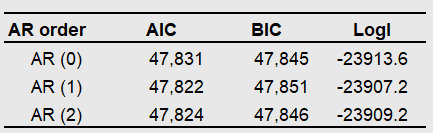 AR order AIC BIC Logl
AR (0) 47,831 47,845 -23913.6
AR (1) 47,822 47,851 -23907.2
AR (2) 47,824 47,846 -23909.2